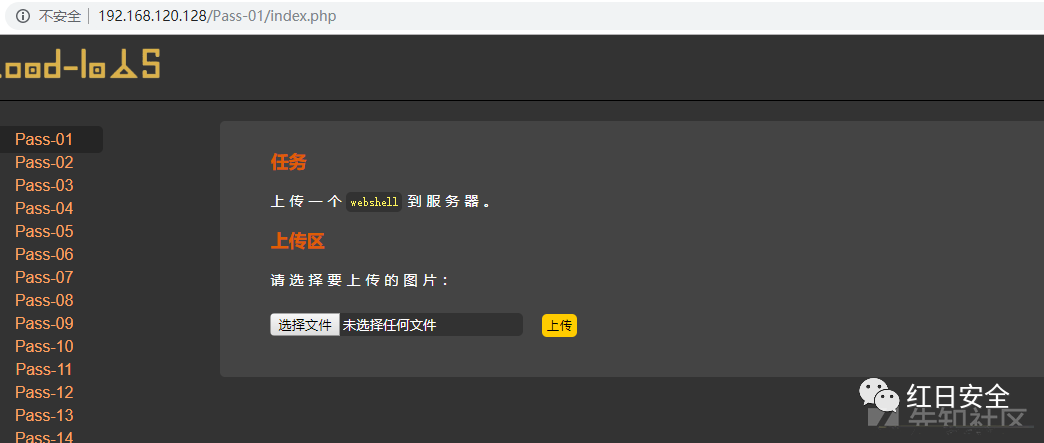 不安全 | 192.168.120.128/Pass-01/index.php
oad-labs
Pass-01
Pass-02
Pass-03
Pass-04
Pass-05
Pass-06
Pass-07
Pass-08
Pass-09
Pass-10
Pass-11
Pass-12
Pass-13
Pass-14
任务
上传一个 webshell 到服务器。
上传区
请选择要上传的图片：
选择文件 未选择任何文件
上传
红日安全
先知社区